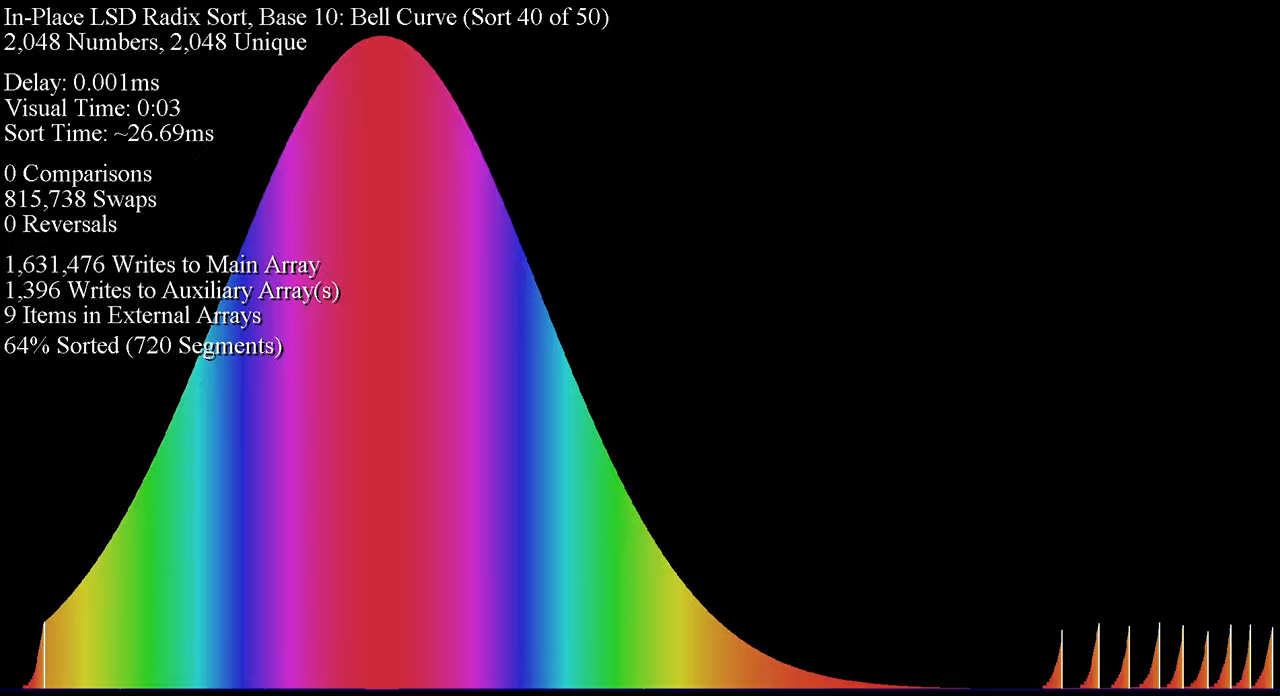 In-Place LSD Radix Sort, Base 10: Bell Curve (Sort 40 of 50)
2,048 Numbers, 2,048 Unique
Delay: 0.001ms
Visual Time: 0:03
Sort Time: ~26.69ms
0 Comparisons
815,738 Swaps
0 Reversals
1,631,476 Writes to Main Array
1,396 Writes to Auxiliary Array(s)
9 Items in External Arrays
64% Sorted (720 Segments)